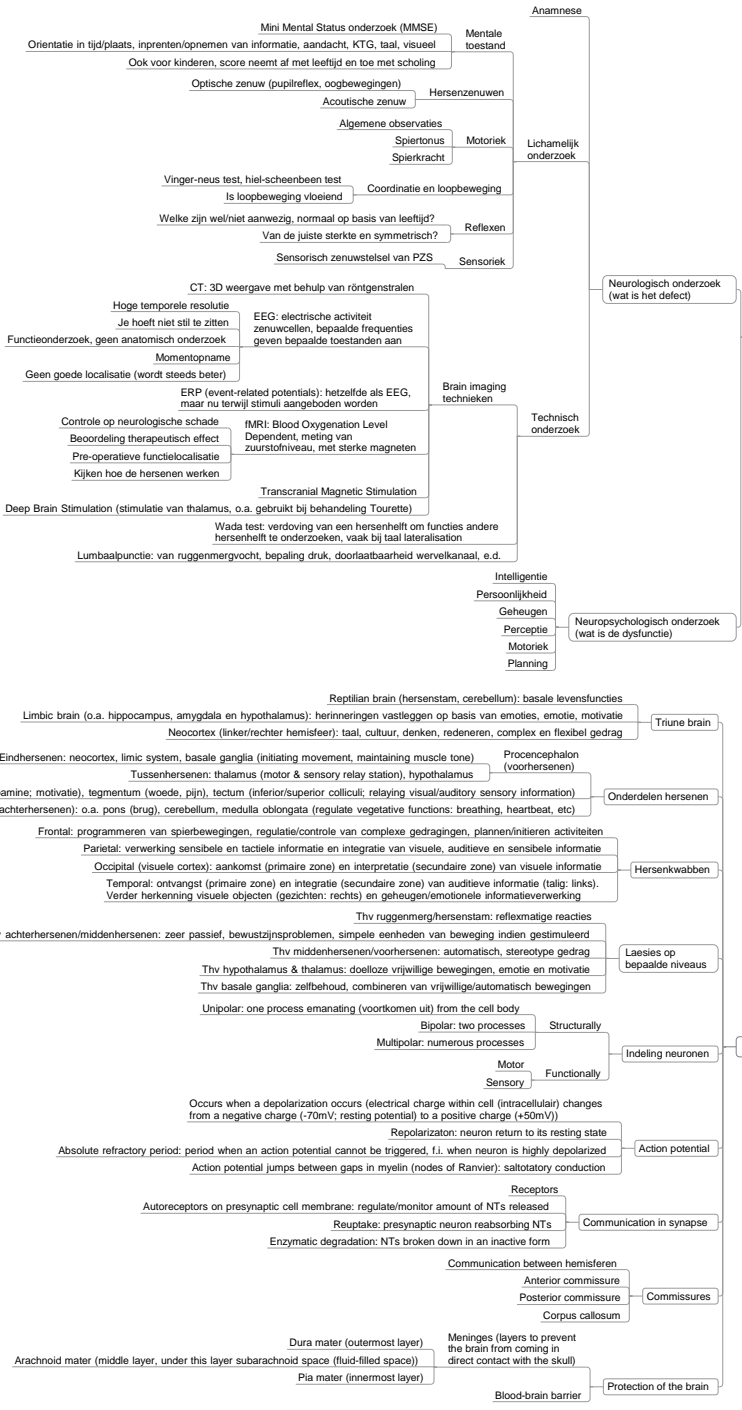 Anamnese
Mini Mental Status onderzoek (MMSE)
Orientatie in tijd/plaats, inprenten/opnemen van informatie, aandacht, KTG, taal, visueel
Ook voor kinderen, score neemt af met leeftijd en toe met scholing
Mentale
toestand
Optische zenuw (pupilreflex, oogbewegingen)
Acoutische zenuw
Hersenzenuwen
Algemene observaties
Spiertonus
Spierkracht
Motoriek
Lichamelijk
onderzoek
Vinger-neus test, hiel-scheenbeen test
Is loopbeweging vloeiend
Coordinatie en loopbeweging
Welke zijn wel/niet aanwezig, normaal op basis van leeftijd?
Van de juiste sterkte en symmetrisch?
Reflexen
Sensorisch zenuwstelsel van PZS
Sensoriek
Neurologisch onderzoek
(wat is het defect)
CT: 3D weergave met behulp van röntgenstralen
Hoge temporele resolutie
Je hoeft niet stil te zitten
Functieonderzoek, geen anatomisch onderzoek
Momentopname
Geen goede localisatie (wordt steeds beter)
EEG: electrische activiteit
zenuwcellen, bepaalde frequenties
geven bepaalde toestanden aan
ERP (event-related potentials): hetzelfde als EEG,
maar nu terwijl stimuli aangeboden worden
Brain imaging
technieken
Controle op neurologische schade
Beoordeling therapeutisch effect
Pre-operatieve functielocalisatie
Kijken hoe de hersenen werken
fMRI: Blood Oxygenation Level
Dependent, meting van
zuurstofniveau, met sterke magneten
Technisch
onderzoek
Transcranial Magnetic Stimulation
Deep Brain Stimulation (stimulatie van thalamus, o.a. gebruikt bij behandeling Tourette)
Wada test: verdoving van een hersenhelft om functies andere
hersenhelft te onderzoeken, vaak bij taal lateralisation
Lumbaalpunctie: van ruggenmergvocht, bepaling druk, doorlaatbaarheid wervelkanaal, e.d.
Intelligentie
Persoonlijkheid
Geheugen
Perceptie
Motoriek
Planning
Neuropsychologisch onderzoek
(wat is de dysfunctie)
Reptilian brain (hersenstam, cerebellum): basale levensfuncties
Limbic brain (o.a. hippocampus, amygdala en hypothalamus): herinneringen vastleggen op basis van emoties, emotie, motivatie
Neocortex (linker/rechter hemisfeer): taal, cultuur, denken, redeneren, complex en flexibel gedrag
Triune brain
Eindhersenen: neocortex, limic system, basale ganglia (initiating movement, maintaining muscle tone)
Tussenhersenen: thalamus (motor & sensory relay station), hypothalamus
Procencephalon
(voorhersenen)
amine; motivatie), tegmentum (woede, pijn), tectum (inferior/superior colliculi; relaying visual/auditory sensory information)
achterhersenen): o.a. pons (brug), cerebellum, medulla oblongata (regulate vegetative functions: breathing, heartbeat, etc)
Onderdelen hersenen
Frontal: programmeren van spierbewegingen, regulatie/controle van complexe gedragingen, plannen/initieren activiteiten
Parietal: verwerking sensibele en tactiele informatie en integratie van visuele, auditieve en sensibele informatie
Occipital (visuele cortex): aankomst (primaire zone) en interpretatie (secundaire zone) van visuele informatie
Temporal: ontvangst (primaire zone) en integratie (secundaire zone) van auditieve informatie (talig: links).
Verder herkenning visuele objecten (gezichten: rechts) en geheugen/emotionele informatieverwerking
Hersenkwabben
Thv ruggenmerg/hersenstam: reflexmatige reacties
achterhersenen/middenhersenen: zeer passief, bewustzijnsproblemen, simpele eenheden van beweging indien gestimuleerd
Thv middenhersenen/voorhersenen: automatisch, stereotype gedrag
Thv hypothalamus & thalamus: doelloze vrijwillige bewegingen, emotie en motivatie
Thv basale ganglia: zelfbehoud, combineren van vrijwillige/automatisch bewegingen
Laesies op
bepaalde niveaus
Unipolar: one process emanating (voortkomen uit) from the cell body
Bipolar: two processes
Multipolar: numerous processes
Structurally
Motor
Sensory
Functionally
Indeling neuronen
Occurs when a depolarization occurs (electrical charge within cell (intracellulair) changes
from a negative charge (-70mV; resting potential) to a positive charge (+50mV))
Repolarizaton: neuron return to its resting state
Absolute refractory period: period when an action potential cannot be triggered, f.i. when neuron is highly depolarized
Action potential jumps between gaps in myelin (nodes of Ranvier): saltotatory conduction
Action potential
Receptors
Autoreceptors on presynaptic cell membrane: regulate/monitor amount of NTs released
Reuptake: presynaptic neuron reabsorbing NTs
Enzymatic degradation: NTs broken down in an inactive form
Communication in synapse
Communication between hemisferen
Anterior commissure
Posterior commissure
Corpus callosum
Commissures
Dura mater (outermost layer)
Arachnoid mater (middle layer, under this layer subarachnoid space (fluid-filled space))
Pia mater (innermost layer)
Meninges (layers to prevent
the brain from coming in
direct contact with the skull)
Blood-brain barrier
Protection of the brain